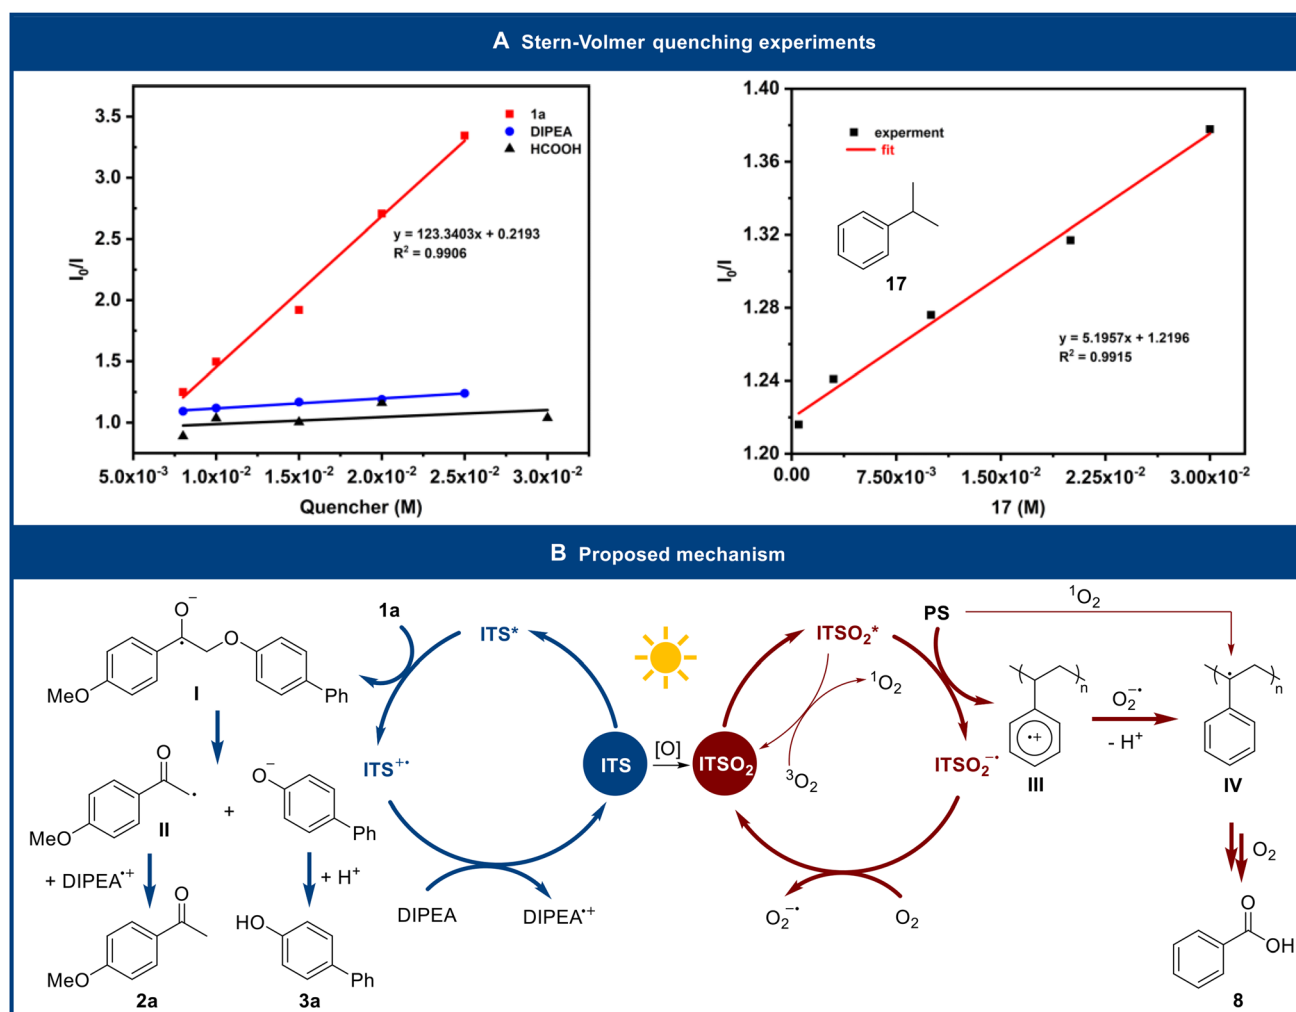 A Stern-Volmer quenching experiments
I₀/I
3.5
3.0
2.5
2.0
1.5
1.0
1a
DIPEA
HCOOH
y = 123.3403x + 0.2193
R² = 0.9906
5.0x10⁻³ 1.0x10⁻² 1.5x10⁻² 2.0x10⁻² 2.5x10⁻² 3.0x10⁻²
Quencher (M)
I₀/I
1.40
1.36
1.32
1.28
1.24
1.20
experment
fit
17
y = 5.1957x + 1.2196
R² = 0.9915
0.00 7.50x10⁻³ 1.50x10⁻² 2.25x10⁻² 3.00x10⁻²
17 (M)
B Proposed mechanism
O⁻
O
MeO
Ph
I
O
MeO
II
+
O⁻
Ph
+ DIPEA•⁺
+ H⁺
O
MeO
2a
HO
Ph
3a
1a
ITS*
ITS⁺•
ITS
DIPEA
DIPEA•⁺
[O]
ITSO₂
ITSO₂*
¹O₂
³O₂
PS
¹O₂
ITSO₂⁻•
O₂⁻•
O₂
n
•+
III
O₂⁻•
- H⁺
n
IV
O₂
O
OH
8